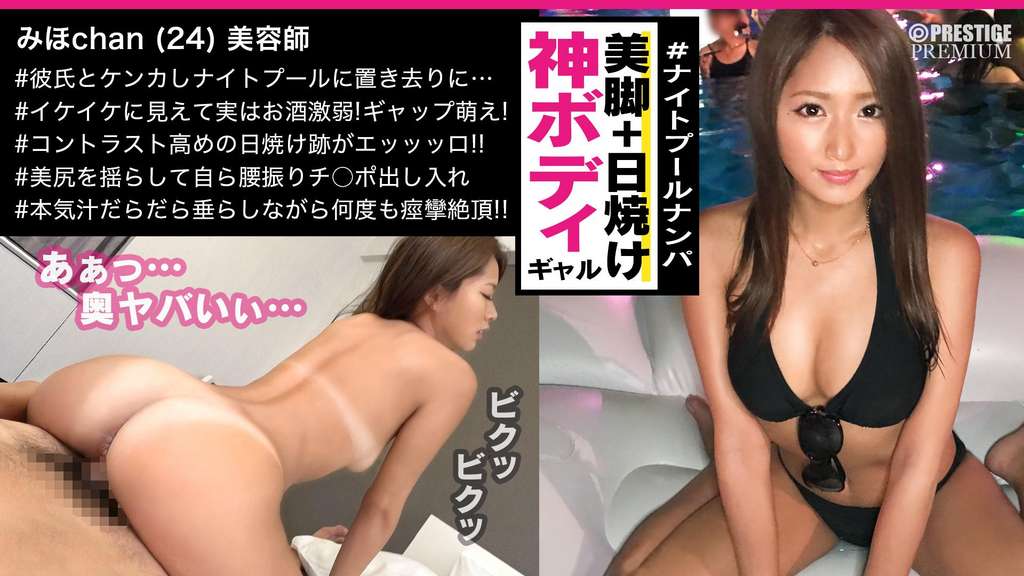 みほchan (24) 美容師
#彼氏とケンカしナイトプールに置き去りに…
#イケイケに見えて実はお酒激弱!ギャップ萌え!
#コントラスト高めの日焼け跡がエッッッロ!!
#美尻を揺らして自ら腰振りチ○ポ出し入れ
#本気汁だらだら垂らしながら何度も痙攣絶頂!!
#ナイトプールナンパ
美脚+日焼け
神ボディ
ギャル
©PRESTIGE
PREMIUM
あぁっ…
奥ヤバいぃ…
ビクッ
ビクッ